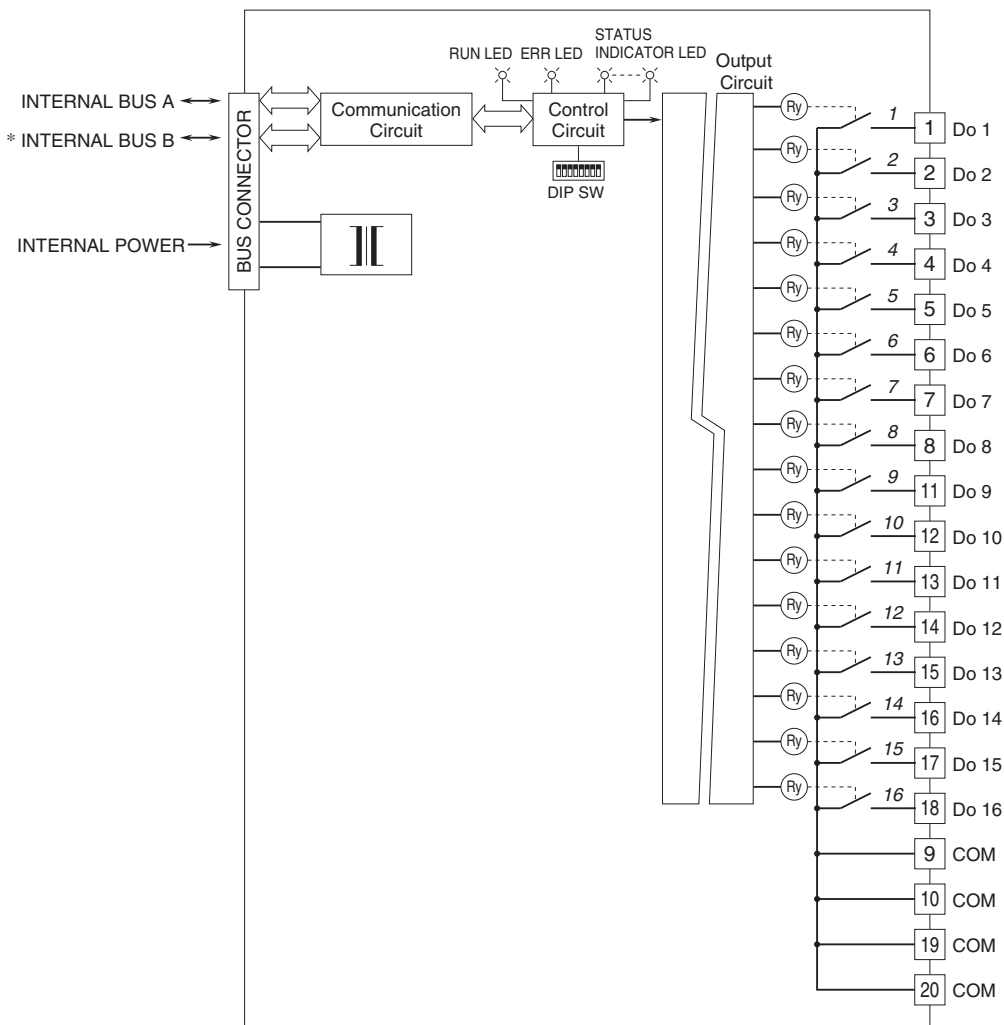 STATUS
RUN LED ERR LED INDICATOR LED
Output
Circuit
INTERNAL BUS A
* INTERNAL BUS B
INTERNAL POWER
BUS CONNECTOR
Communication
Circuit
Control
Circuit
DIP SW
Ry 1 1 Do 1
Ry 2 2 Do 2
Ry 3 3 Do 3
Ry 4 4 Do 4
Ry 5 5 Do 5
Ry 6 6 Do 6
Ry 7 7 Do 7
Ry 8 8 Do 8
Ry 9 11 Do 9
Ry 10 12 Do 10
Ry 11 13 Do 11
Ry 12 14 Do 12
Ry 13 15 Do 13
Ry 14 16 Do 14
Ry 15 17 Do 15
Ry 16 18 Do 16
9 COM
10 COM
19 COM
20 COM